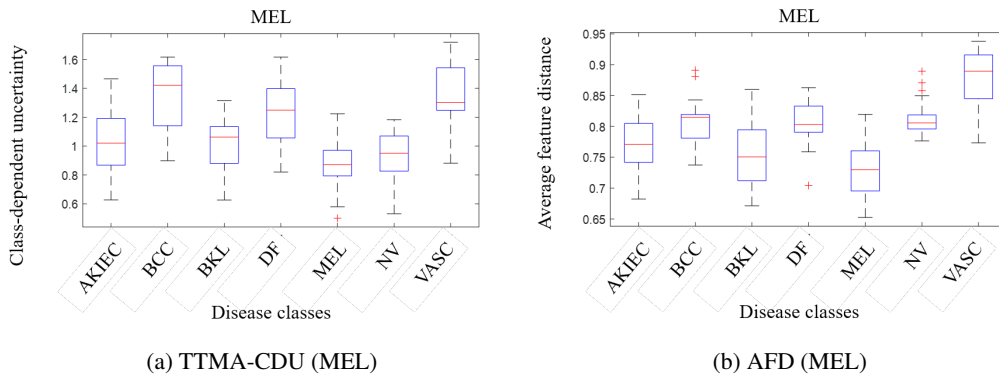 MEL
Class-dependent uncertainty
1.6
1.4
1.2
1
0.8
0.6
AKIEC
BCC
BKL
DF
MEL
NV
VASC
Disease classes
(a) TTMA-CDU (MEL)
MEL
Average feature distance
0.95
0.9
0.85
0.8
0.75
0.7
0.65
AKIEC
BCC
BKL
DF
MEL
NV
VASC
Disease classes
(b) AFD (MEL)